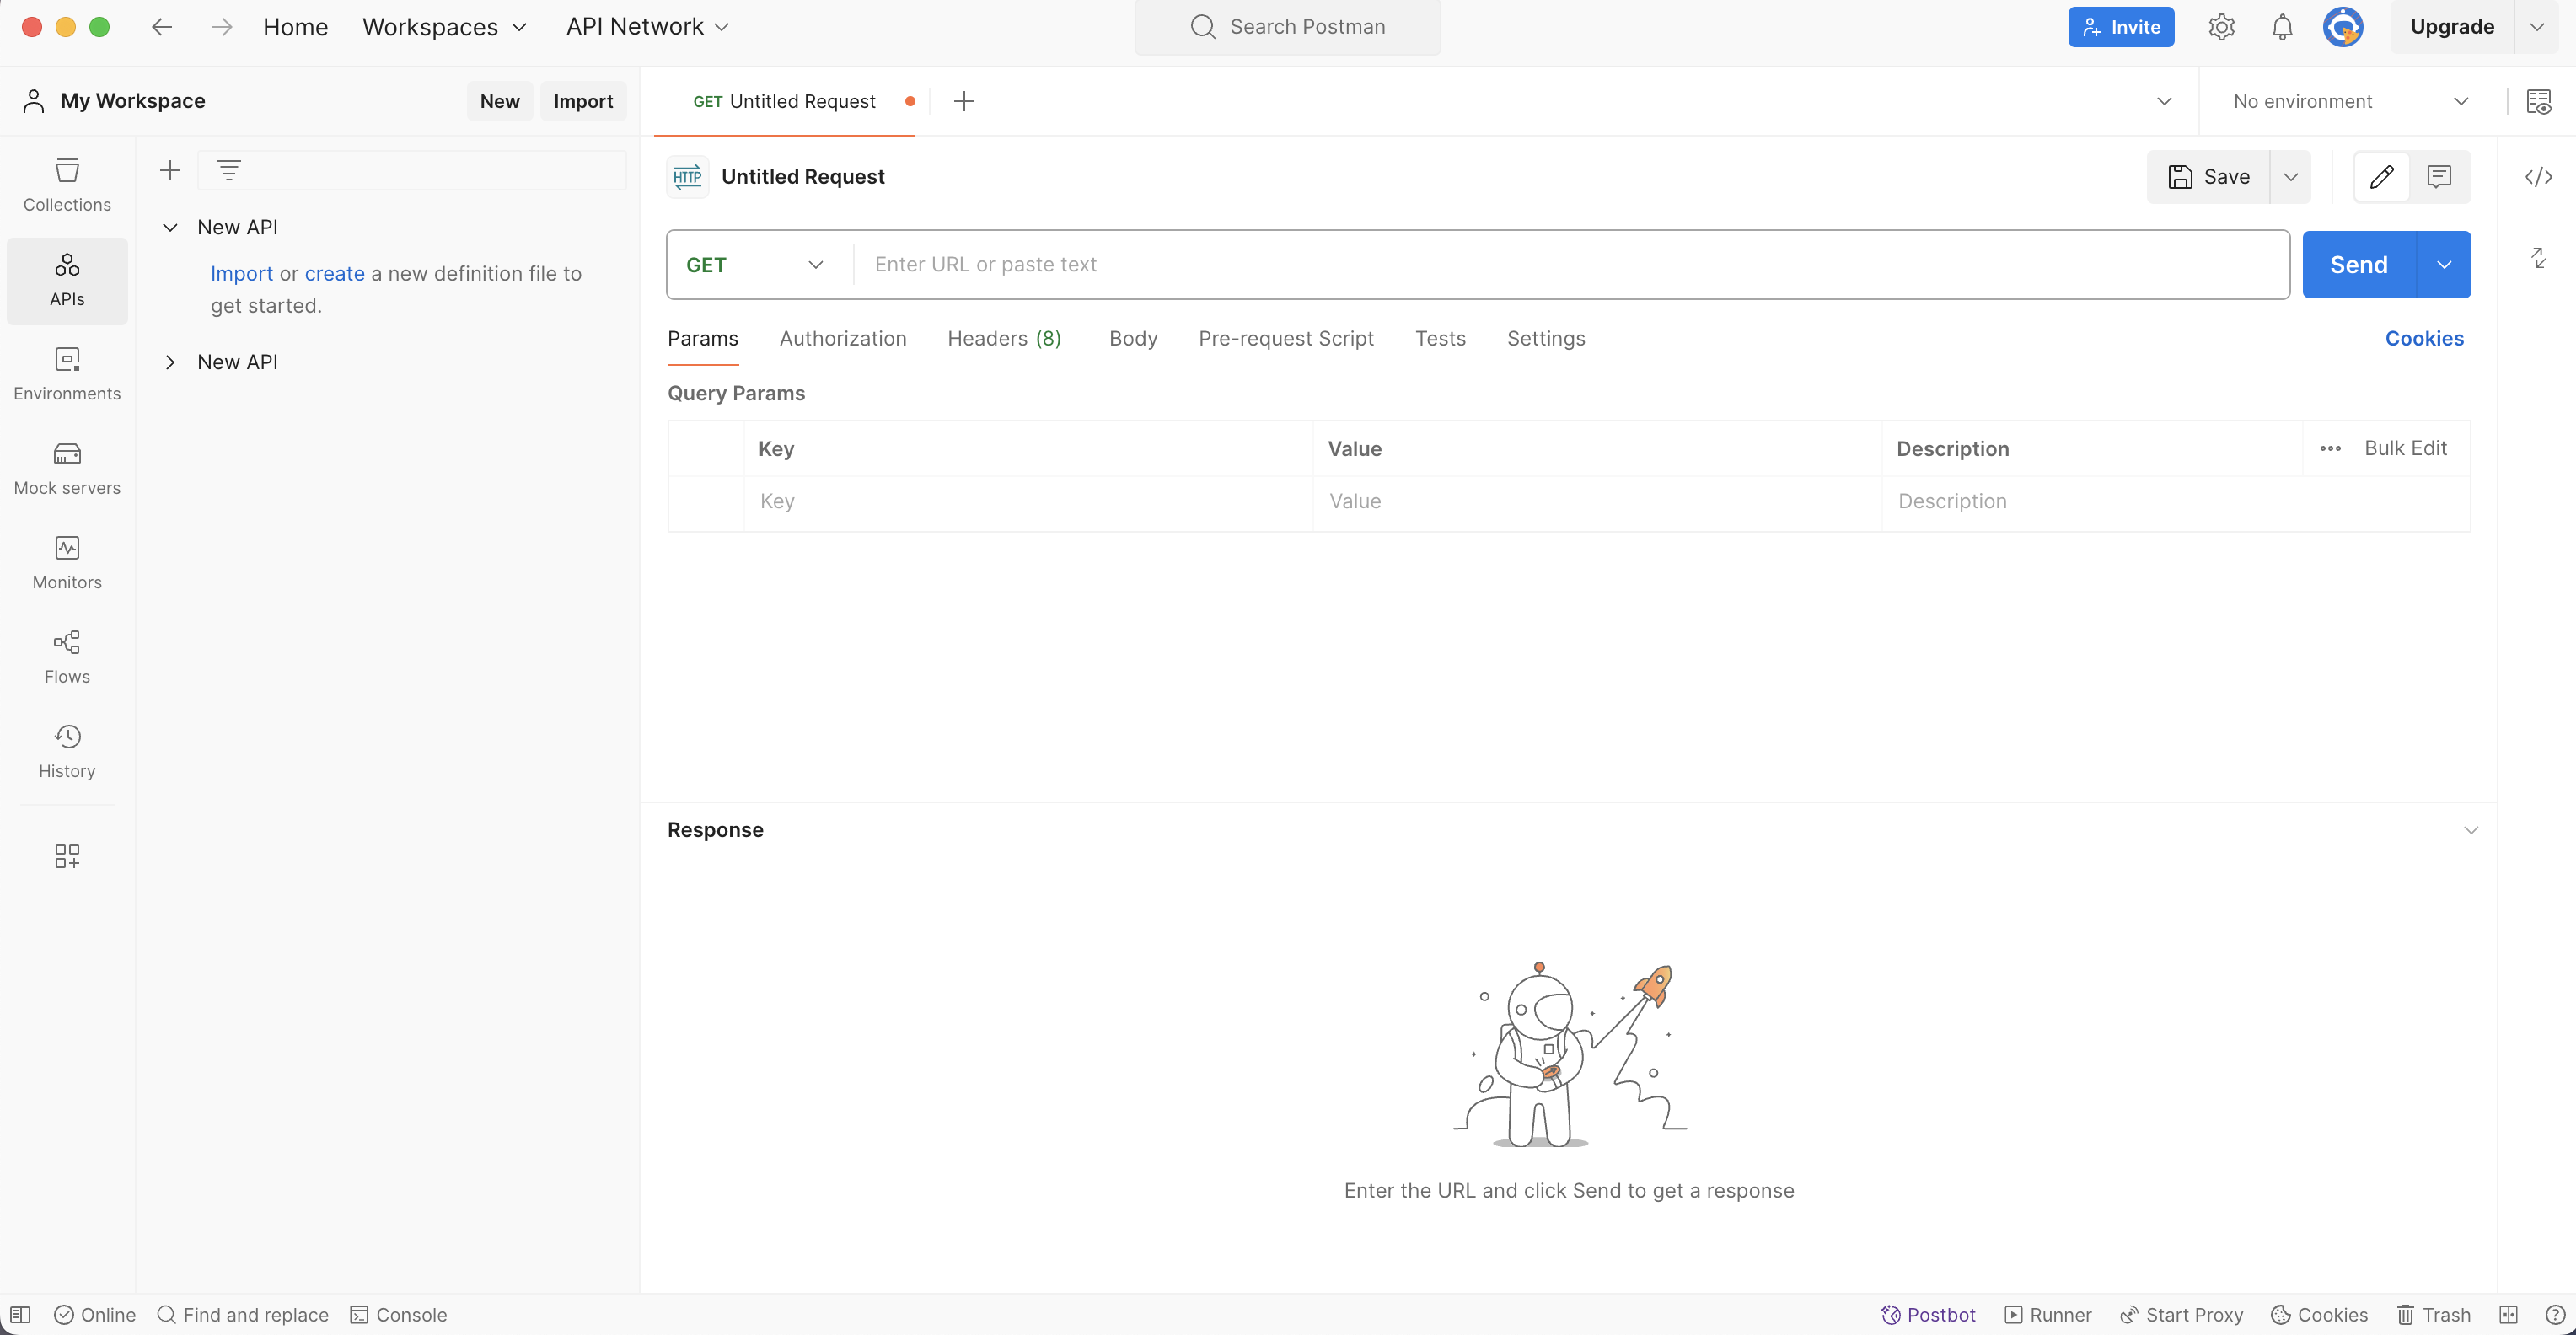 Home Workspaces API Network Search Postman Invite Upgrade
My Workspace New Import GET Untitled Request No environment
Collections
APIs
Environments
Mock servers
Monitors
Flows
History
New API
Import or create a new definition file to
get started.
New API
HTTP Untitled Request Save
GET Enter URL or paste text Send
Params Authorization Headers (8) Body Pre-request Script Tests Settings Cookies
Query Params
Key Value Description Bulk Edit
Key Value Description
Response
Enter the URL and click Send to get a response
Online Find and replace Console Postbot Runner Start Proxy Cookies Trash